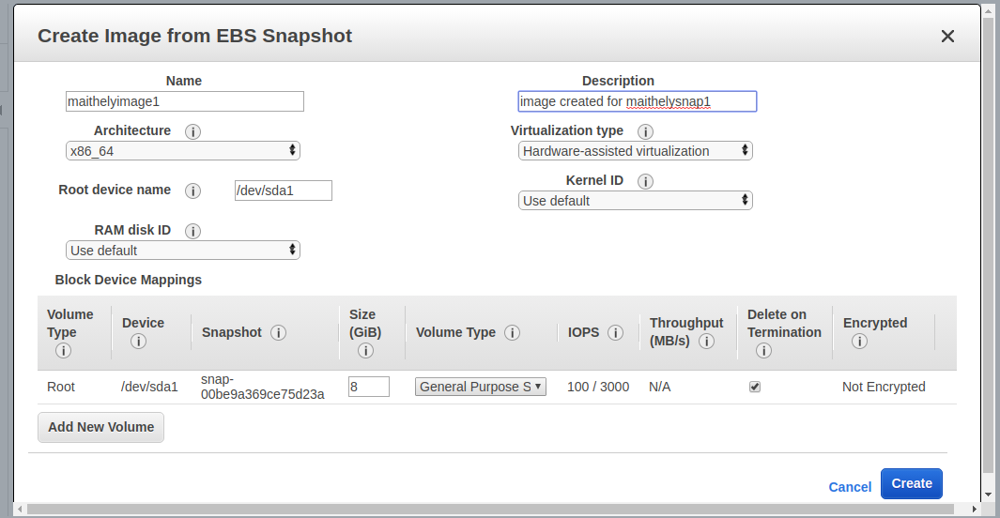 Create Image from EBS Snapshot
Name
Description
maithelyimage1
image created for maithelysnap1
Architecture
Virtualization type
x86_64
Hardware-assisted virtualization
Root device name
/dev/sda1
Kernel ID
Use default
RAM disk ID
Use default
Block Device Mappings
Volume Type
Device
Snapshot
Size (GiB)
Volume Type
IOPS
Throughput (MB/s)
Delete on Termination
Encrypted
Root
/dev/sda1
snap-
00be9a369ce75d23a
8
General Purpose S
100 / 3000
N/A
Not Encrypted
Add New Volume
Cancel
Create